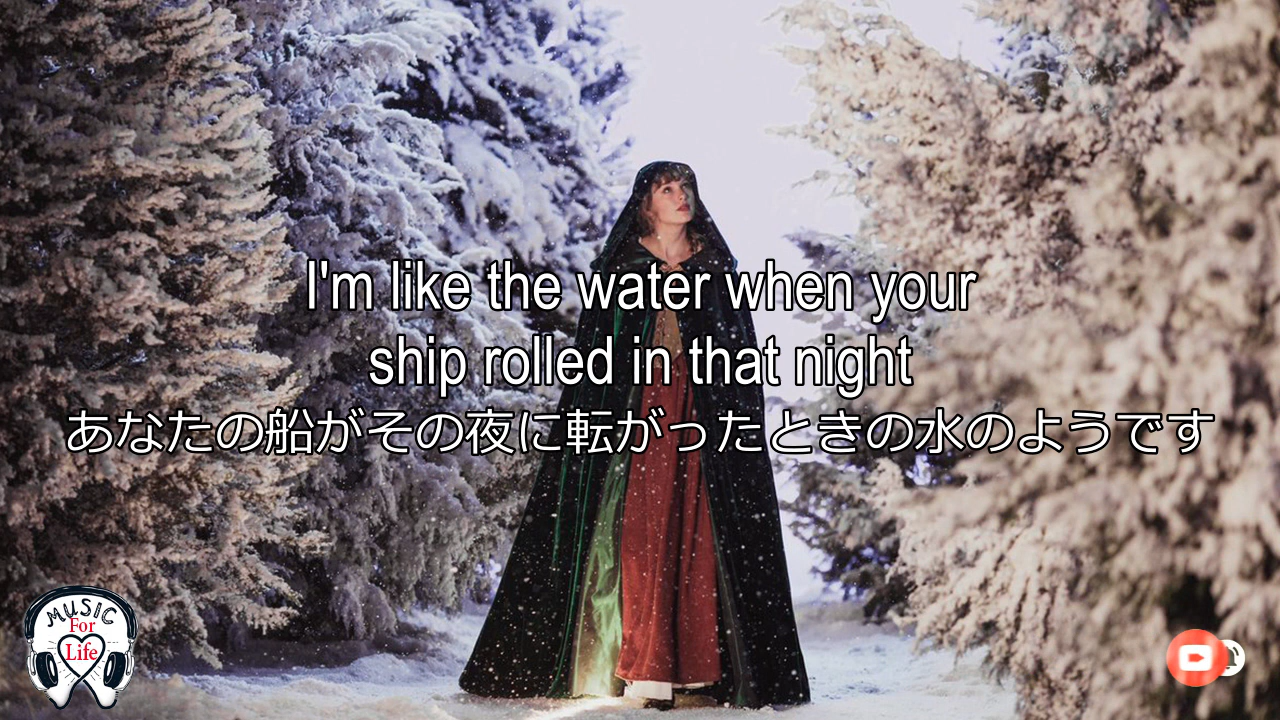 I'm like the water when your
ship rolled in that night
あなたの船がその夜に転がったときの水のようです
MUSIC
For
Life